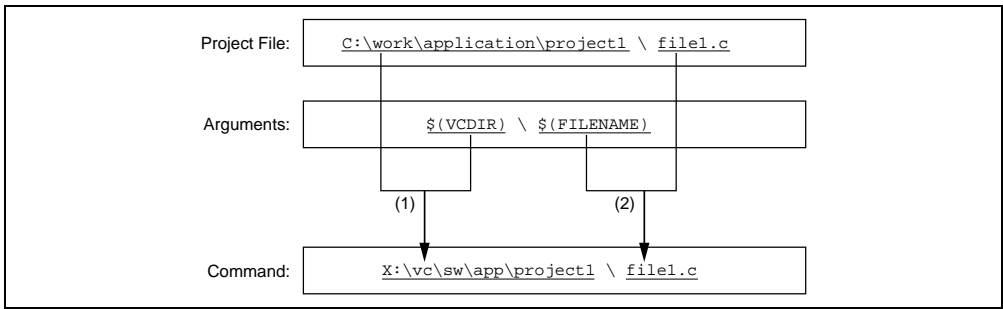 Project File: C:\work\application\project1 \ file1.c
Arguments: $(VCDIR) \ $(FILENAME)
(1) (2)
Command: X:\vc\sw\app\project1 \ file1.c